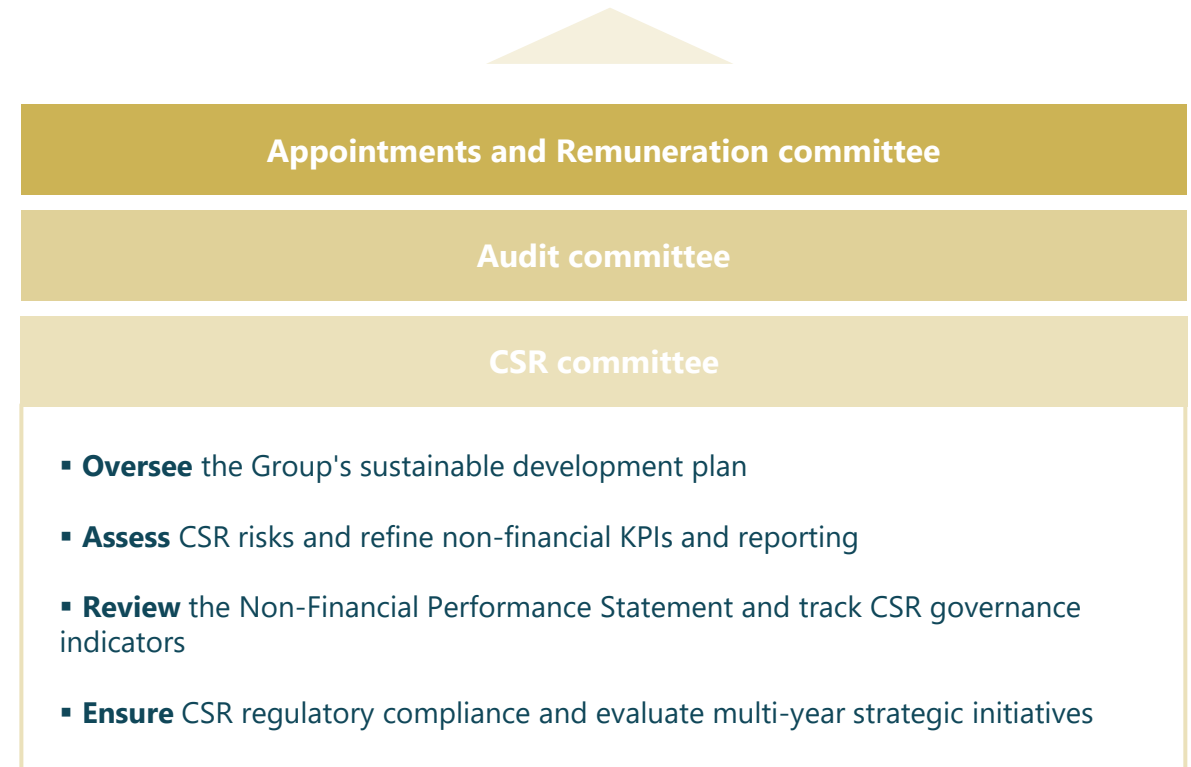 Appointments and Remuneration committee
Audit committee
CSR committee
▪ Oversee the Group's sustainable development plan
▪ Assess CSR risks and refine non-financial KPIs and reporting
▪ Review the Non-Financial Performance Statement and track CSR governance
indicators
▪ Ensure CSR regulatory compliance and evaluate multi-year strategic initiatives